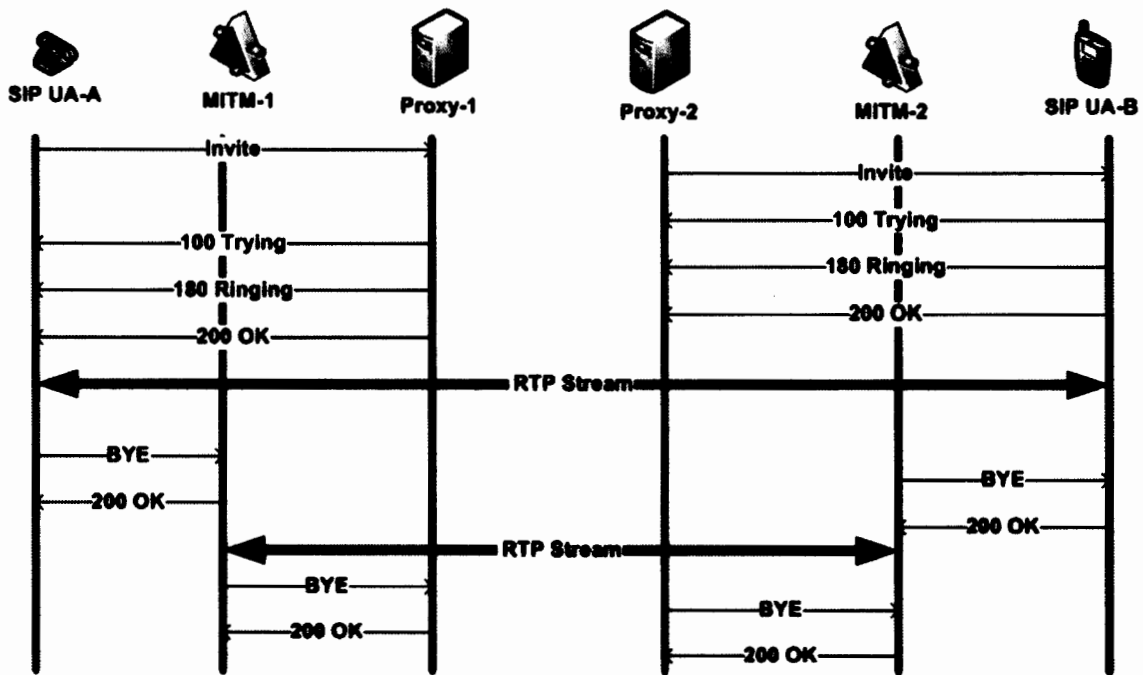 SIP UA-A
MITM-1
Proxy-1
Proxy-2
MITM-2
SIP UA-B
Invite
Invite
100 Trying
100 Trying
180 Ringing
180 Ringing
200 OK
200 OK
RTP Stream
BYE
BYE
200 OK
200 OK
RTP Stream
BYE
BYE
200 OK
200 OK